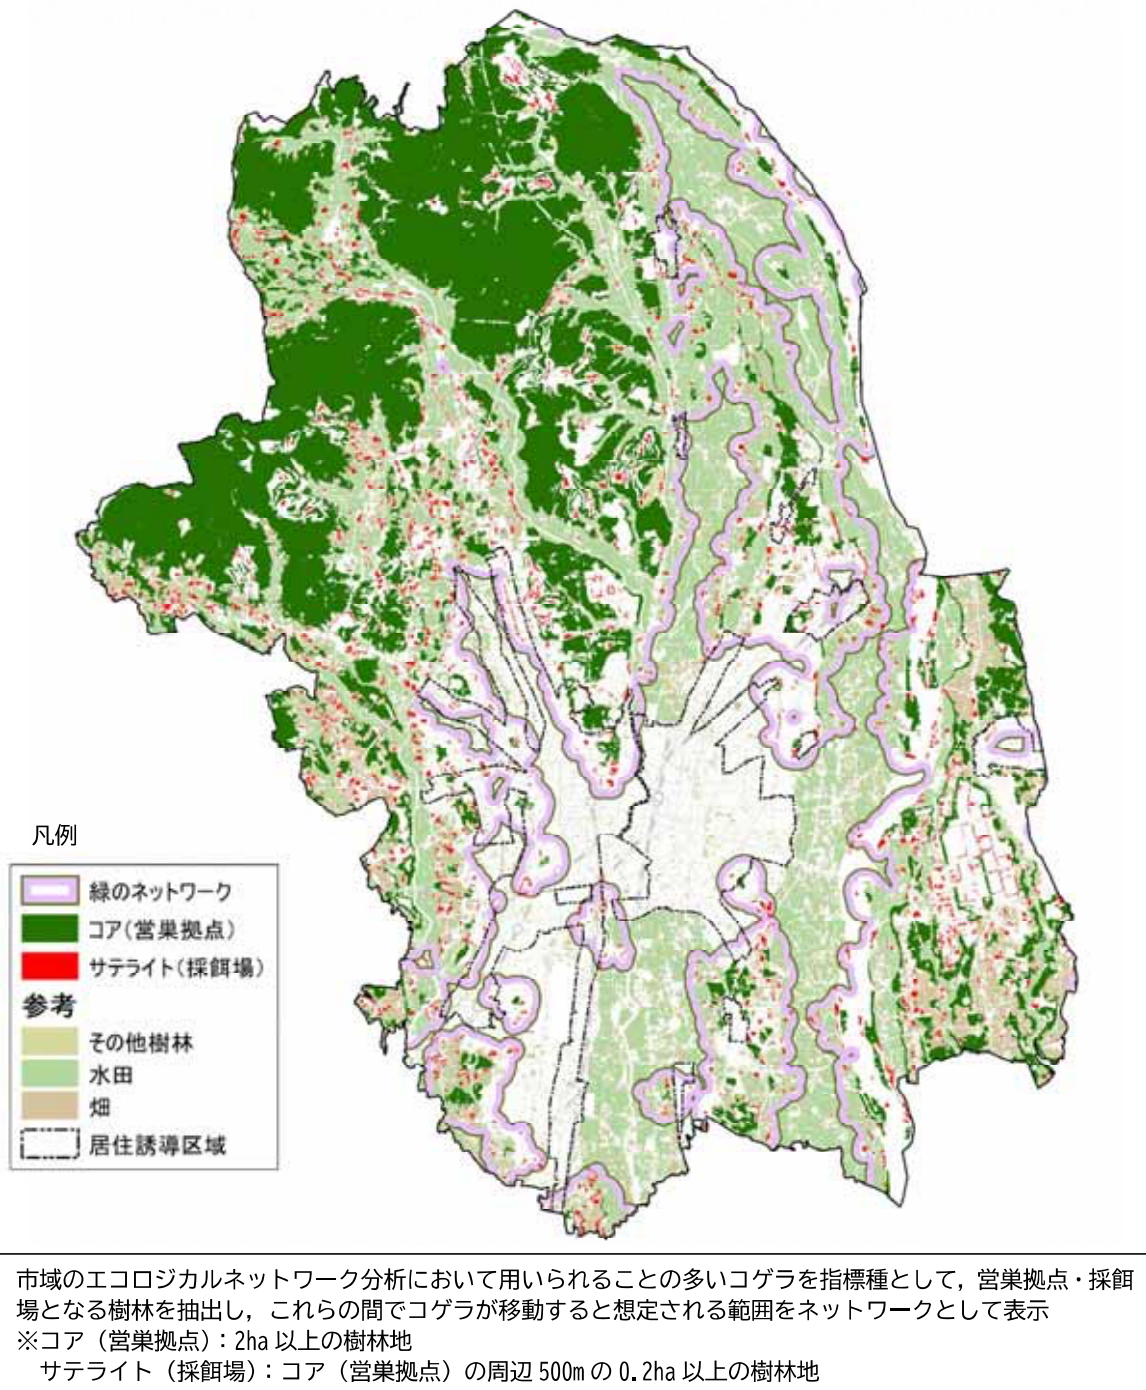 凡例
緑のネットワーク
コア(営巣拠点)
サテライト(採餌場)
参考
その他樹林
水田
畑
居住誘導区域
市域のエコロジカルネットワーク分析において用いられることの多いコゲラを指標種として，営巣拠点・採餌
場となる樹林を抽出し，これらの間でコゲラが移動すると想定される範囲をネットワークとして表示
※コア（営巣拠点）：2ha 以上の樹林地
サテライト（採餌場）：コア（営巣拠点）の周辺 500m の 0.2ha 以上の樹林地